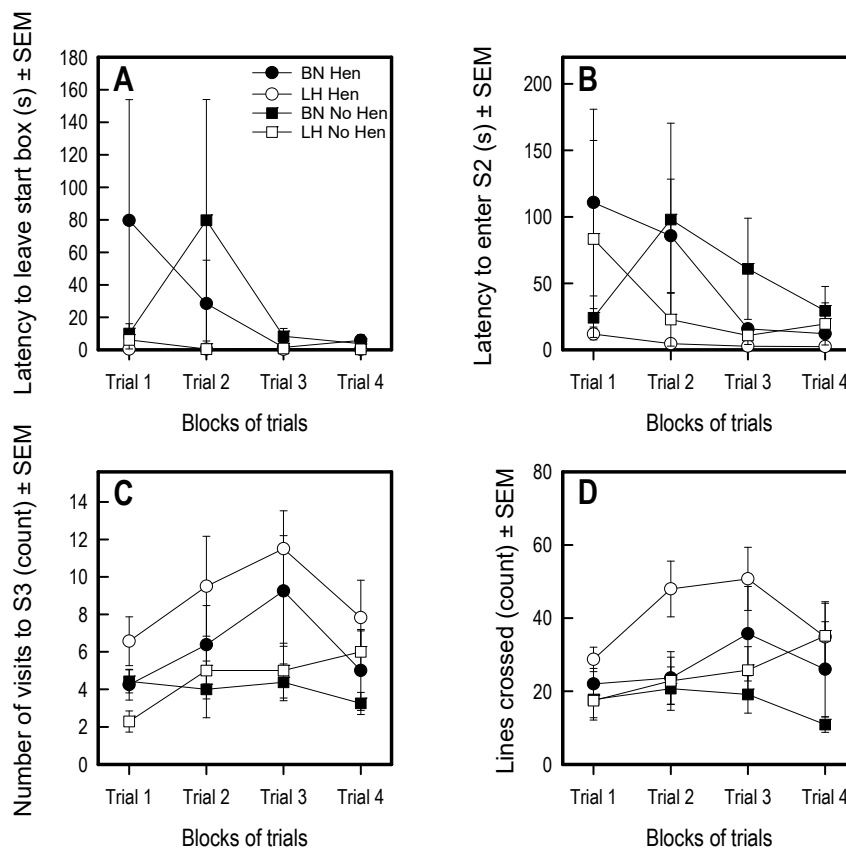 Latency to leave start box (s) ± SEM
180
160
140
120
100
80
60
40
20
0
A
BN Hen
LH Hen
BN No Hen
LH No Hen
Trial 1 Trial 2 Trial 3 Trial 4
Blocks of trials
Latency to enter S2 (s) ± SEM
200
150
100
50
0
B
Trial 1 Trial 2 Trial 3 Trial 4
Blocks of trials
Number of visits to S3 (count) ± SEM
14
12
10
8
6
4
2
0
C
Trial 1 Trial 2 Trial 3 Trial 4
Blocks of trials
Lines crossed (count) ± SEM
80
60
40
20
0
D
Trial 1 Trial 2 Trial 3 Trial 4
Blocks of trials